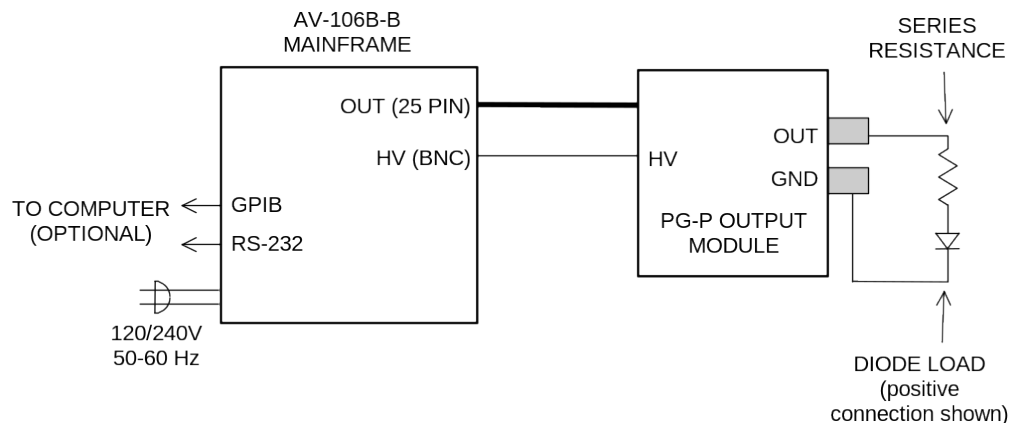 AV-106B-B
MAINFRAME
OUT (25 PIN)
HV (BNC)
GPIB
RS-232
TO COMPUTER
(OPTIONAL)
120/240V
50-60 Hz
HV
OUT
GND
PG-P OUTPUT
MODULE
SERIES
RESISTANCE
DIODE LOAD
(positive
connection shown)